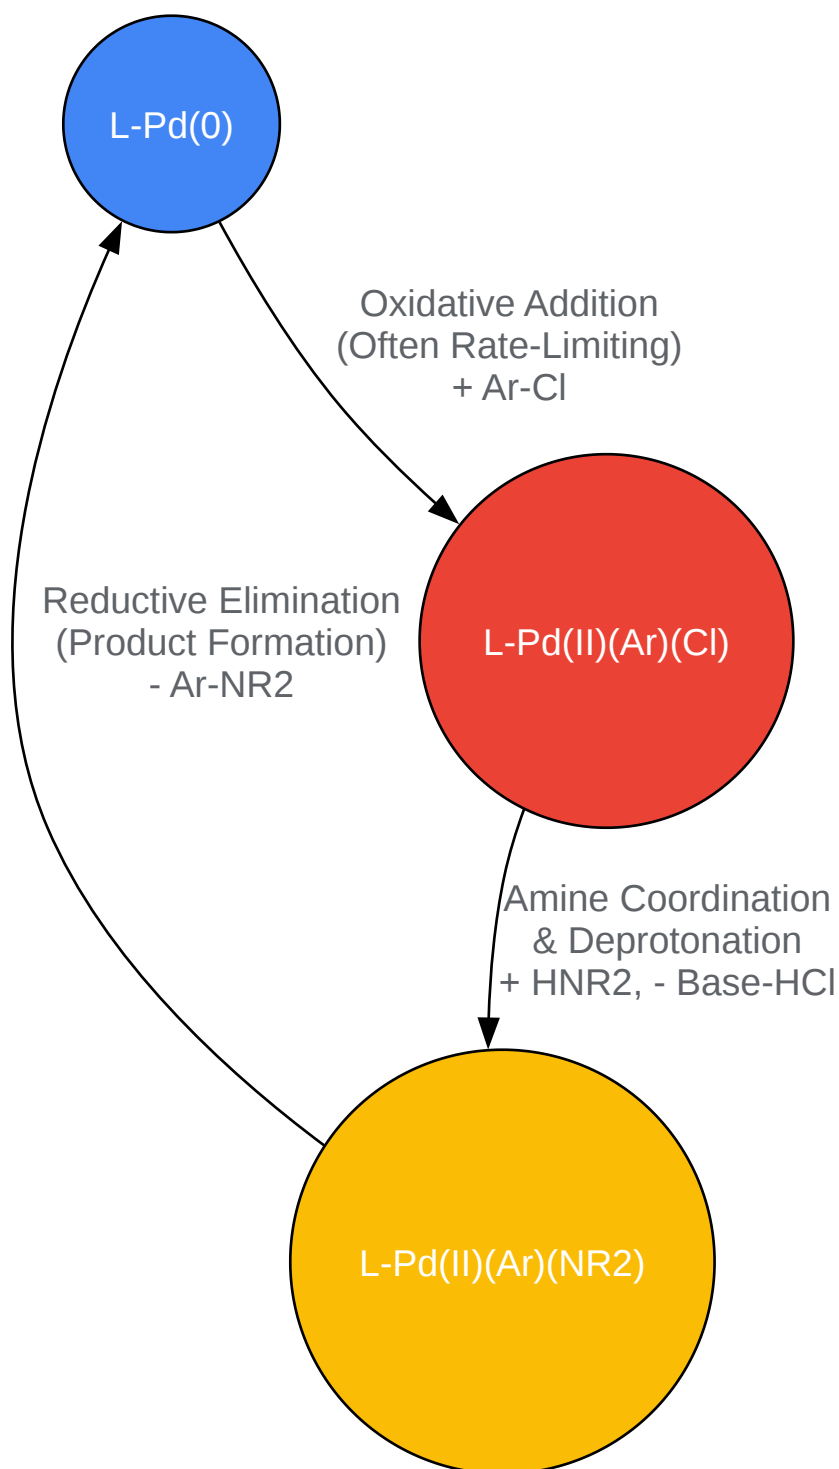 L-Pd(0)
Oxidative Addition
(Often Rate-Limiting)
+ Ar-Cl
Reductive Elimination
(Product Formation)
- Ar-NR2
L-Pd(II)(Ar)(Cl)
Amine Coordination
& Deprotonation
+ HNR2, - Base-HCl
L-Pd(II)(Ar)(NR2)